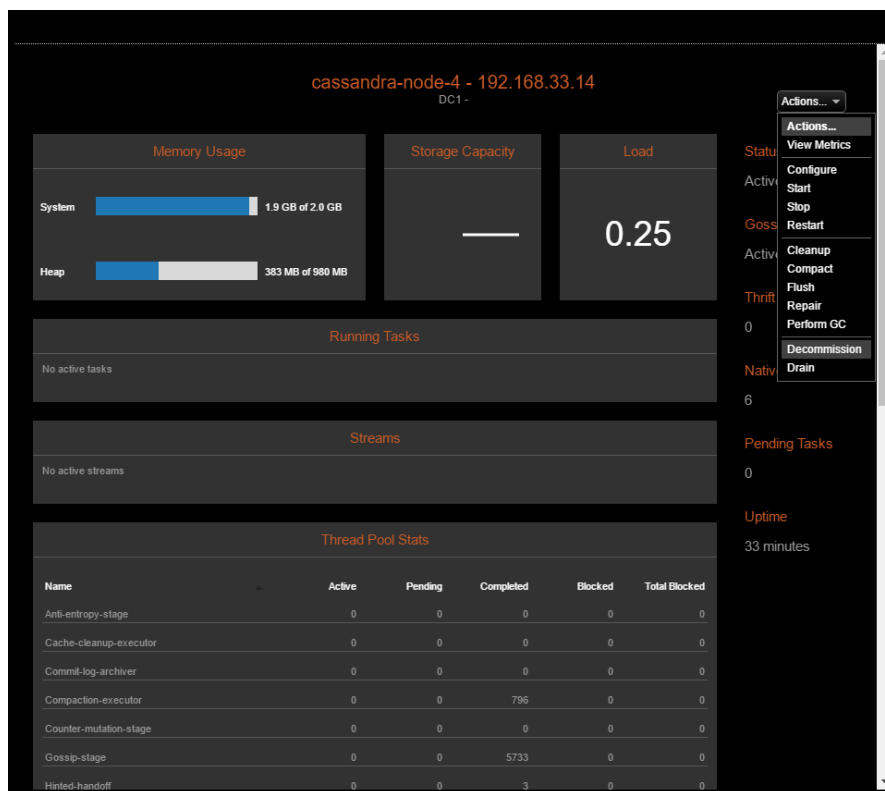 cassandra-node-4 - 192.168.33.14
DC1 -
Actions...
Actions...
View Metrics
Configure
Start
Stop
Restart
Cleanup
Compact
Flush
Repair
Perform GC
Decommission
Drain
Memory Usage
System 1.9 GB of 2.0 GB
Heap 383 MB of 980 MB
Storage Capacity
Load
0.25
Running Tasks
No active tasks
Streams
No active streams
Thread Pool Stats
Name Active Pending Completed Blocked Total Blocked
Anti-entropy-stage 0 0 0 0 0
Cache-cleanup-executor 0 0 0 0 0
Commit-log-archiver 0 0 0 0 0
Compaction-executor 0 0 796 0 0
Counter-mutation-stage 0 0 0 0 0
Gossip-stage 0 0 5733 0 0
Hinted-handoff 0 0 3 0 0
Statu
Active
Goss
Active
Thrift
0
Nativ
6
Pending Tasks
0
Uptime
33 minutes